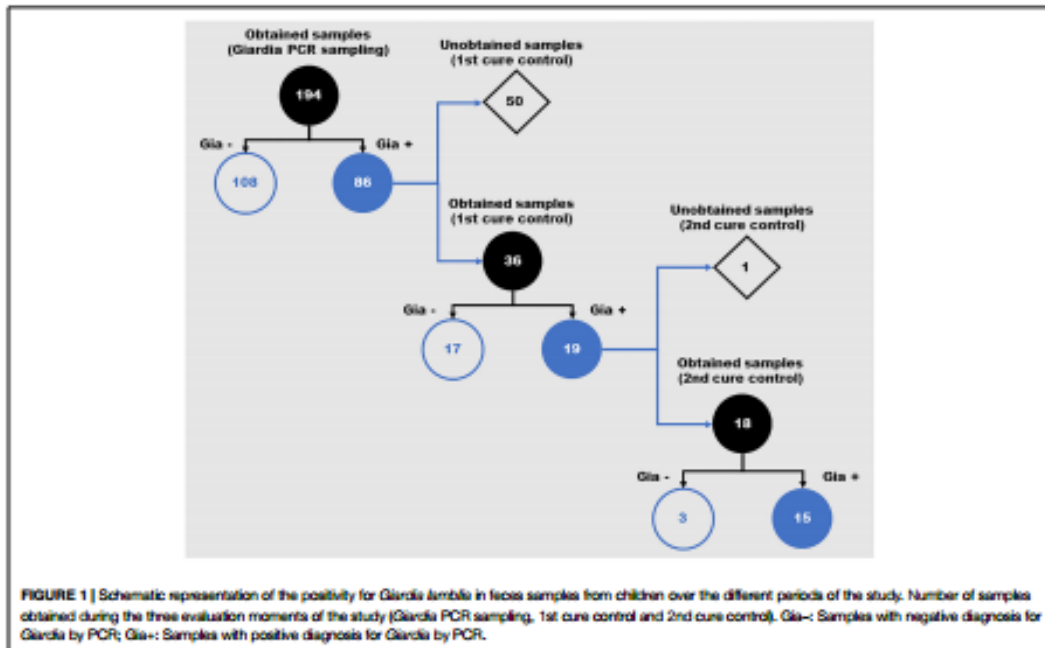 Obtained samples
(Giardia PCR sampling)
194
Gia -
Gia +
108
86
Unobtained samples
(1st cure control)
50
Obtained samples
(1st cure control)
36
Gia -
Gia +
17
19
Unobtained samples
(2nd cure control)
1
Obtained samples
(2nd cure control)
18
Gia -
Gia +
3
15
FIGURE 1 | Schematic representation of the positivity for Giardia lamblia in feces samples from children over the different periods of the study. Number of samples
obtained during the three evaluation moments of the study (Giardia PCR sampling, 1st cure control and 2nd cure control). Gia–: Samples with negative diagnosis for
Giardia by PCR; Gia+: Samples with positive diagnosis for Giardia by PCR.